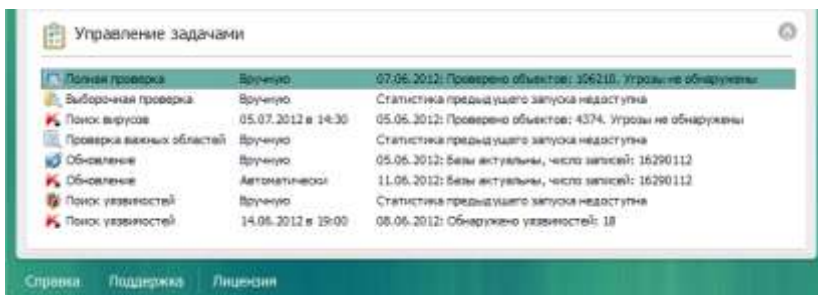 Управление задачами
Полная проверка Вручную 07.06.2012: Проверено объектов: 106210. Угрозы не обнаружены
Выборочная проверка Вручную Статистика предыдущего запуска недоступна
Поиск вирусов 05.07.2012 в 14:30 05.06.2012: Проверено объектов: 4374. Угрозы не обнаружены
Проверка важных областей Вручную Статистика предыдущего запуска недоступна
Обновление Вручную 05.06.2012: Базы актуальны, число записей: 16290112
Обновление Автоматически 11.06.2012: Базы актуальны, число записей: 16290112
Поиск уязвимостей Вручную Статистика предыдущего запуска недоступна
Поиск уязвимостей 14.06.2012 в 19:00 08.06.2012: Обнаружено уязвимостей: 18
Справка Поддержка Лицензия